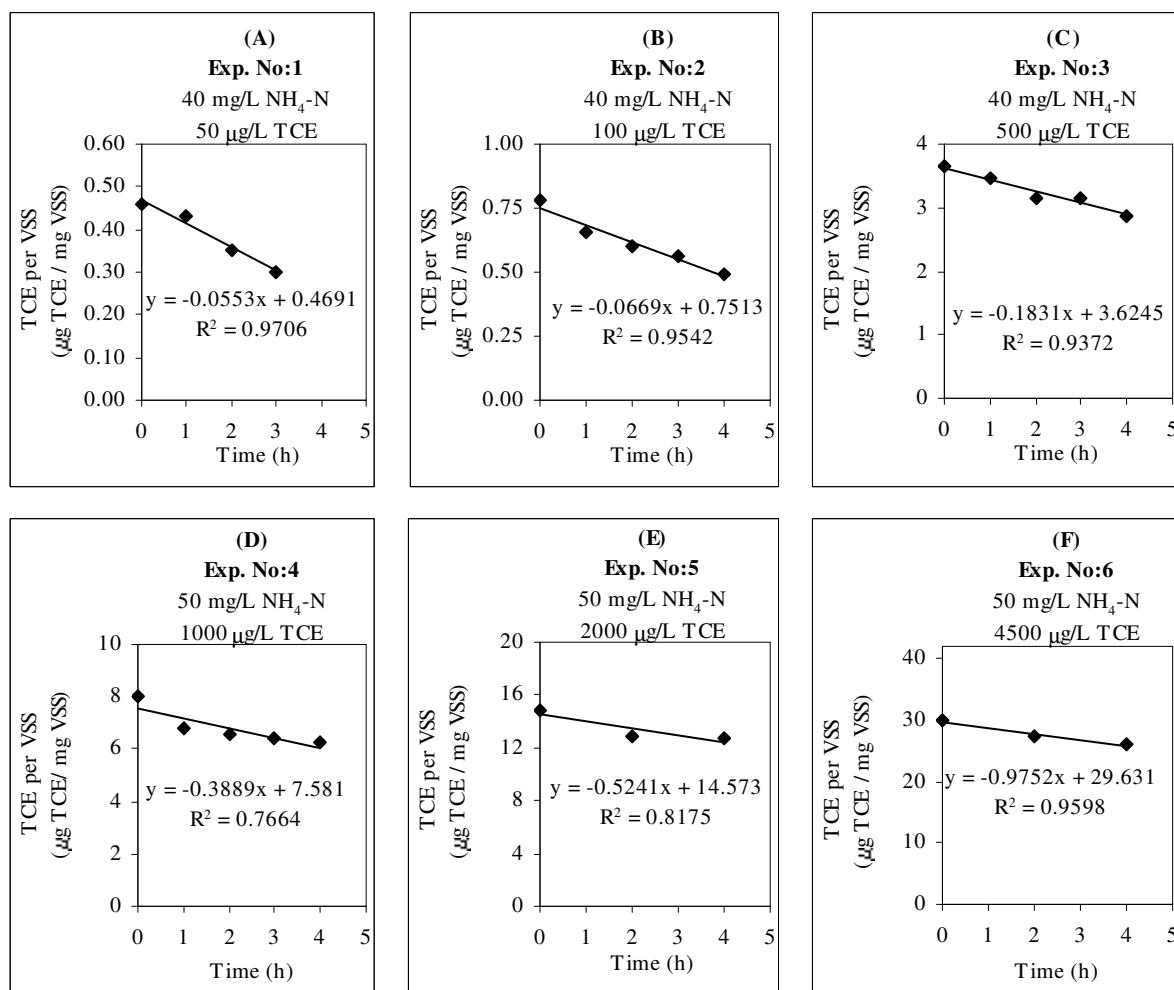 (A)
Exp. No:1
40 mg/L NH₄-N
50 μg/L TCE
0.60
0.50
0.40
0.30
0.20
0.10
0.00
TCE per VSS
(μg TCE / mg VSS)
y = -0.0553x + 0.4691
R² = 0.9706
0 1 2 3 4 5
Time (h)
(B)
Exp. No:2
40 mg/L NH₄-N
100 μg/L TCE
1.00
0.75
0.50
0.25
0.00
TCE per VSS
(μg TCE / mg VSS)
y = -0.0669x + 0.7513
R² = 0.9542
0 1 2 3 4 5
Time (h)
(C)
Exp. No:3
40 mg/L NH₄-N
500 μg/L TCE
4
3
2
1
0
TCE per VSS
(μg TCE / mg VSS)
y = -0.1831x + 3.6245
R² = 0.9372
0 1 2 3 4 5
Time (h)
(D)
Exp. No:4
50 mg/L NH₄-N
1000 μg/L TCE
10
8
6
4
2
0
TCE per VSS
(μg TCE/ mg VSS)
y = -0.3889x + 7.581
R² = 0.7664
0 1 2 3 4 5
Time (h)
(E)
Exp. No:5
50 mg/L NH₄-N
2000 μg/L TCE
20
16
12
8
4
0
TCE per VSS
(μg TCE / mg VSS)
y = -0.5241x + 14.573
R² = 0.8175
0 1 2 3 4 5
Time (h)
(F)
Exp. No:6
50 mg/L NH₄-N
4500 μg/L TCE
40
30
20
10
0
TCE per VSS
(μg TCE / mg VSS)
y = -0.9752x + 29.631
R² = 0.9598
0 1 2 3 4 5
Time (h)